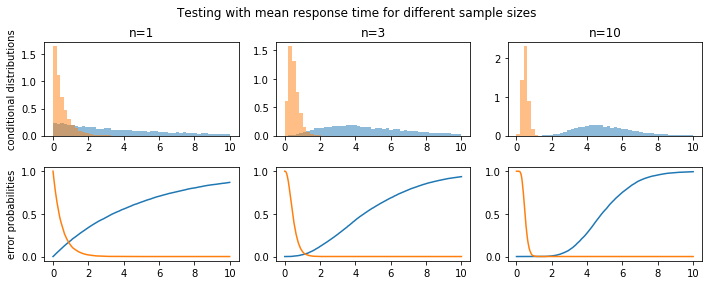 Testing with mean response time for different sample sizes
n=1
n=3
n=10
conditional distributions
1.5
1.0
0.5
0.0
0 2 4 6 8 10
1.5
1.0
0.5
0.0
0 2 4 6 8 10
2
1
0
0 2 4 6 8 10
error probabilities
1.0
0.5
0.0
0 2 4 6 8 10
1.0
0.5
0.0
0 2 4 6 8 10
1.0
0.5
0.0
0 2 4 6 8 10